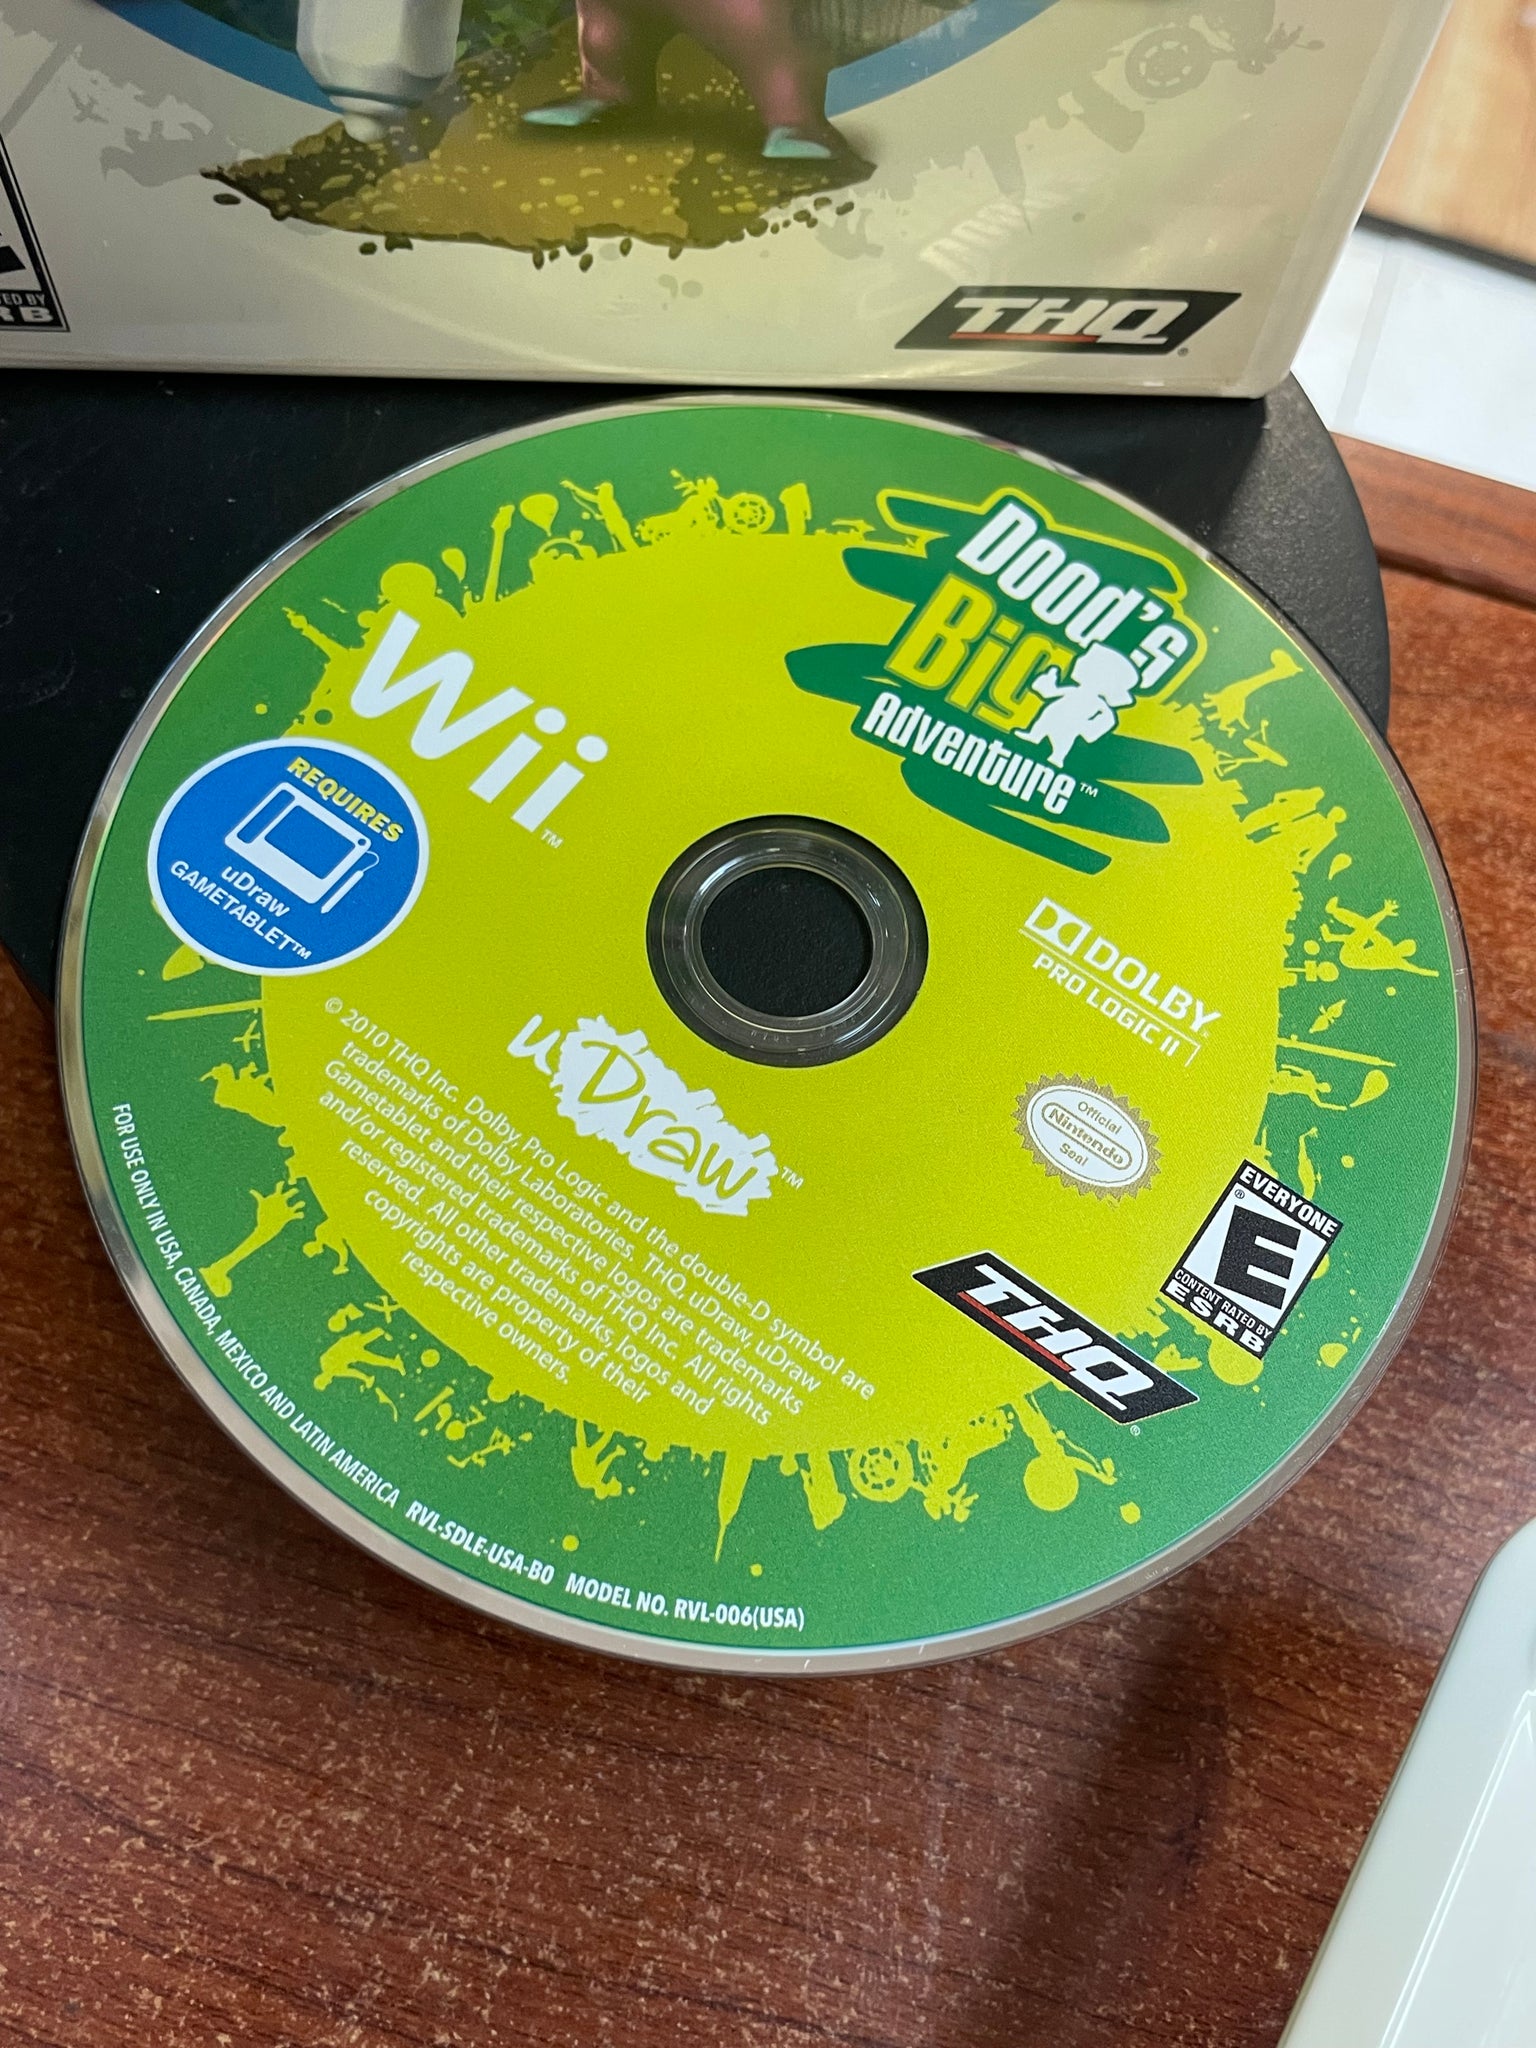 ED BY
RB
THQ
Dood's
Big
Adventure™
Wii™
REQUIRES
uDraw
GAMETABLET™
DOLBY
PRO LOGIC II
uDraw™
Official
Nintendo
Seal
EVERYONE
E
CONTENT RATED BY
ESRB
THQ
© 2010 THQ Inc. Dolby, Pro Logic and the double-D symbol are
trademarks of Dolby Laboratories. THQ, uDraw, uDraw
Gametablet and their respective logos are trademarks
and/or registered trademarks of THQ Inc. All rights
reserved. All other trademarks, logos and
copyrights are property of their
respective owners.
FOR USE ONLY IN USA, CANADA, MEXICO AND LATIN AMERICA RVL-SDLE-USA-B0 MODEL NO. RVL-006(USA)